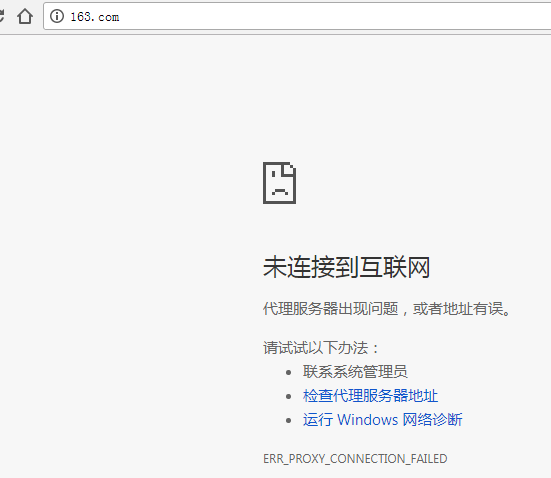 163.com
未连接到互联网
代理服务器出现问题，或者地址有误。
请试试以下办法：
联系系统管理员
检查代理服务器地址
运行 Windows 网络诊断
ERR_PROXY_CONNECTION_FAILED